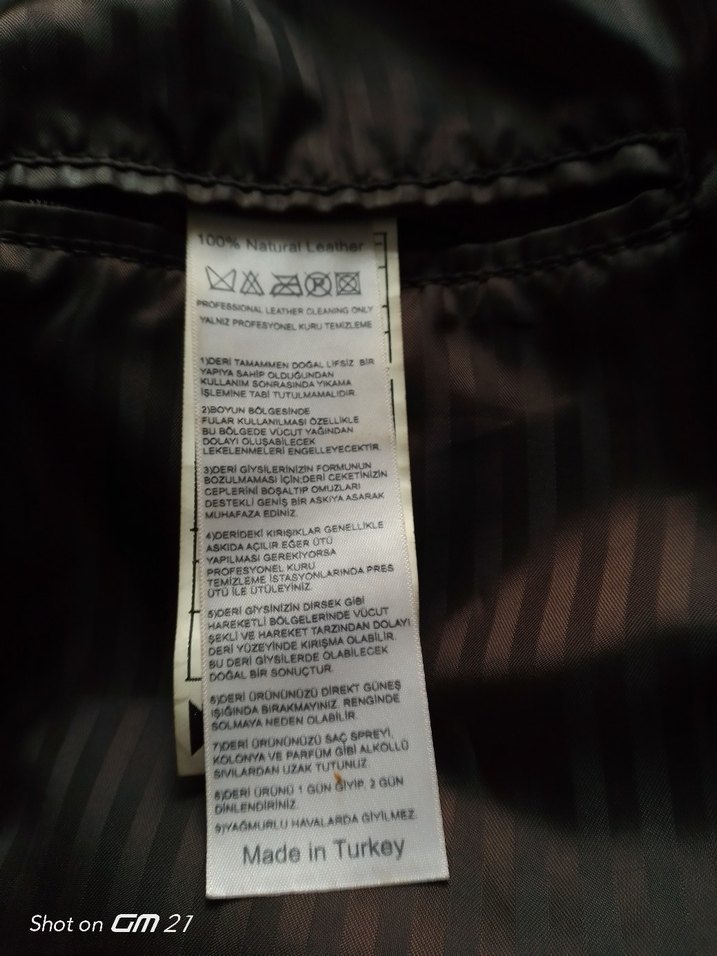 100% Natural Leather
PROFESSIONAL LEATHER CLEANING ONLY
YALNIZ PROFESYONEL KURU TEMİZLEME
1)DERİ TAMAMMEN DOĞAL LİFSİZ BİR
YAPIYA SAHİP OLDUĞUNDAN
KULLANIM SONRASINDA YIKAMA
İŞLEMİNE TABİ TUTULMAMALIDIR.
2)BOYUN BÖLGESİNDE
FULAR KULLANILMASI ÖZELLİKLE
BU BÖLGEDE VÜCUT YAĞINDAN
DOLAYI OLUŞABİLECEK
LEKELENMELERİ ENGELLEYECEKTİR.
3)DERİ GİYSİLERİNİZİN FORMUNUN
BOZULMAMASI İÇİN;DERİ CEKETİNİZİN
CEPLERİNİ BOŞALTIP OMUZLARI
DESTEKLİ GENİŞ BİR ASKIYA ASARAK
MUHAFAZA EDİNİZ.
4)DERİDEKİ KIRIŞIKLAR GENELLİKLE
ASKIDA AÇILIR EĞER ÜTÜ
YAPILMASI GEREKİYORSA
PROFESYONEL KURU
TEMİZLEME İSTASYONLARINDA PRES
ÜTÜ İLE ÜTÜLEYİNİZ.
5)DERİ GİYSİNİZİN DİRSEK GİBİ
HAREKETLİ BÖLGELERİNDE VÜCUT
ŞEKLİ VE HAREKET TARZINDAN DOLAYI
DERİ YÜZEYİNDE KIRIŞMA OLABİLİR.
BU DERİ GİYSİLERDE OLABİLECEK
DOĞAL BİR SONUÇTUR.
6)DERİ ÜRÜNÜNÜZÜ DİREKT GÜNEŞ
IŞIĞINDA BIRAKMAYINIZ. RENGİNDE
SOLMAYA NEDEN OLABİLİR.
7)DERİ ÜRÜNÜNÜZÜ SAÇ SPREYİ,
KOLONYA VE PARFÜM GİBİ ALKOLLÜ
SIVILARDAN UZAK TUTUNUZ.
8)DERİ ÜRÜNÜ 1 GÜN GİYİP, 2 GÜN
DİNLENDİRİNİZ.
9)YAĞMURLU HAVALARDA GİYİLMEZ.
Made in Turkey
Shot on GM 21